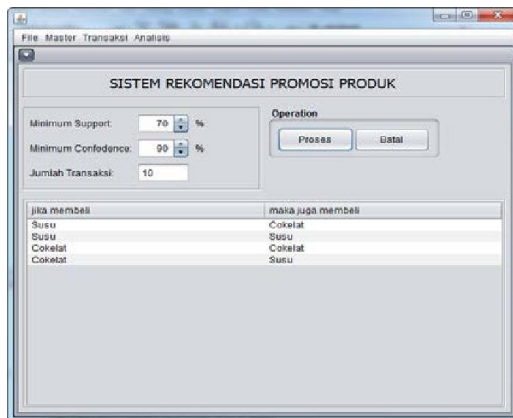 File Master Transaksi Analisis
SISTEM REKOMENDASI PROMOSI PRODUK
Minimum Support: 70 %
Minimum Confodence: 90 %
Jumlah Transaksi: 10
Operation
Proses Batal
jika membeli maka juga membeli
Susu Cokelat
Susu Susu
Cokelat Cokelat
Cokelat Susu